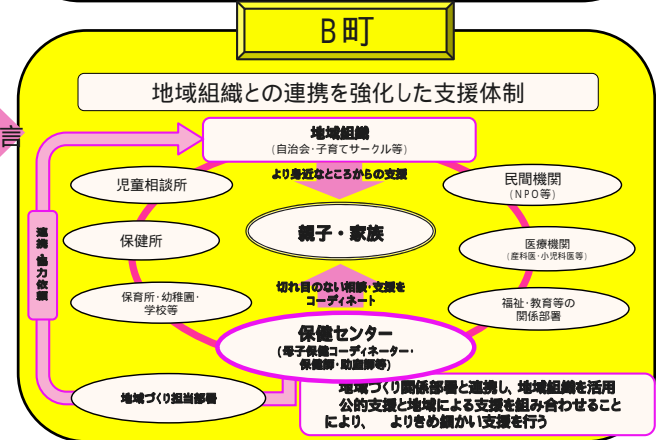 B町
地域組織との連携を強化した支援体制
言
地域組織
(自治会・子育てサークル等)
より身近なところからの支援
児童相談所
民間機関
(NPO等)
連携・協力依頼
親子・家族
保健所
医療機関
(産科医・小児科医等)
切れ目のない相談・支援を
コーディネート
保育所・幼稚園・
学校等
福祉・教育等の
関係部署
保健センター
(母子保健コーディネーター・
保健師・助産師等)
地域づくり担当部署
地域づくり関係部署と連携し、地域組織を活用
公的支援と地域による支援を組み合わせること
により、 よりきめ細かい支援を行う